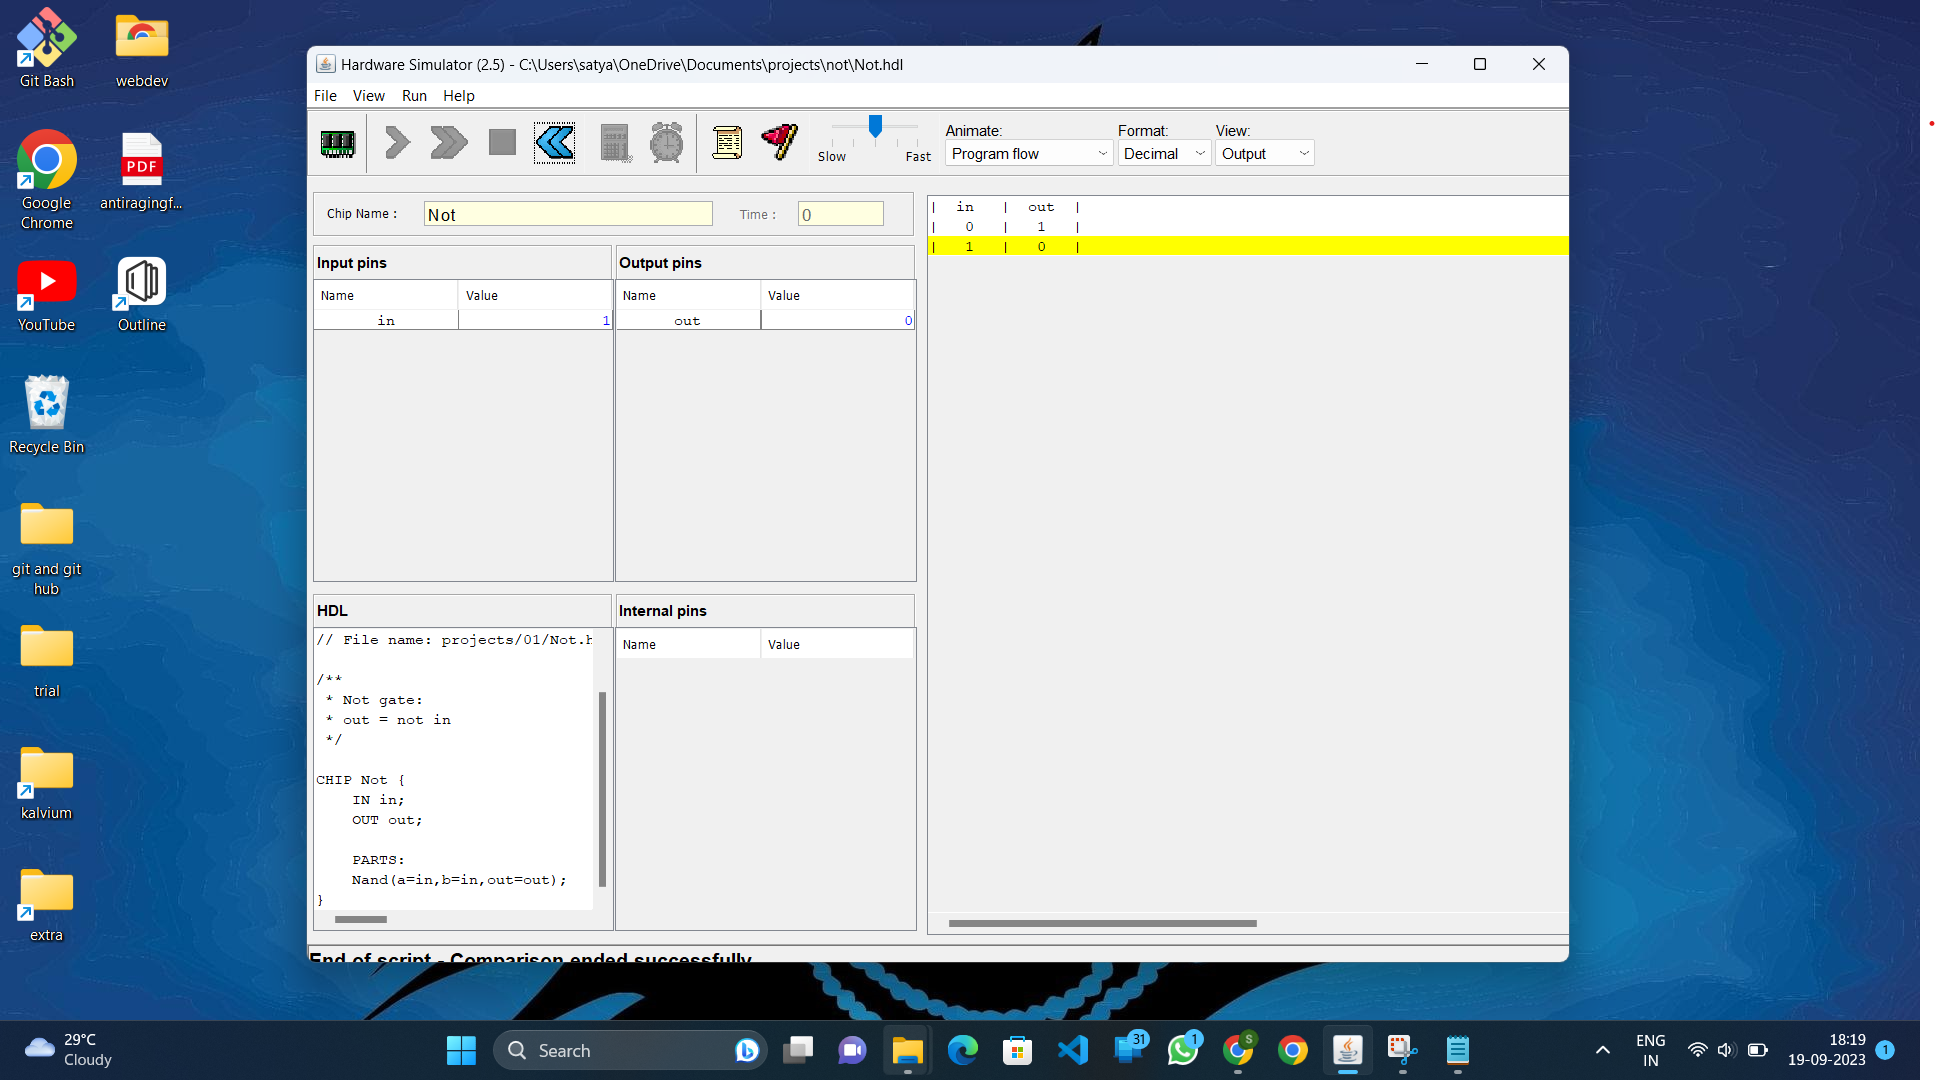 Git Bash
webdev
Google
Chrome
PDF
antiragingf...
YouTube
Outline
Recycle Bin
git and git
hub
trial
kalvium
extra
Hardware Simulator (2.5) - C:\Users\satya\OneDrive\Documents\projects\not\Not.hdl
File View Run Help
Slow Fast
Animate: Format: View:
Program flow Decimal Output
Chip Name : Not Time : 0
Input pins Output pins
Name Value Name Value
in 1 out 0
| in | out |
| 0 | 1 |
| 1 | 0 |
HDL Internal pins
Name Value
// File name: projects/01/Not.h
/**
* Not gate:
* out = not in
*/
CHIP Not {
IN in;
OUT out;
PARTS:
Nand(a=in,b=in,out=out);
}
End of script - Comparison ended successfully
29°C
Cloudy
Search
31
1
S
ENG
IN
18:19
19-09-2023
1